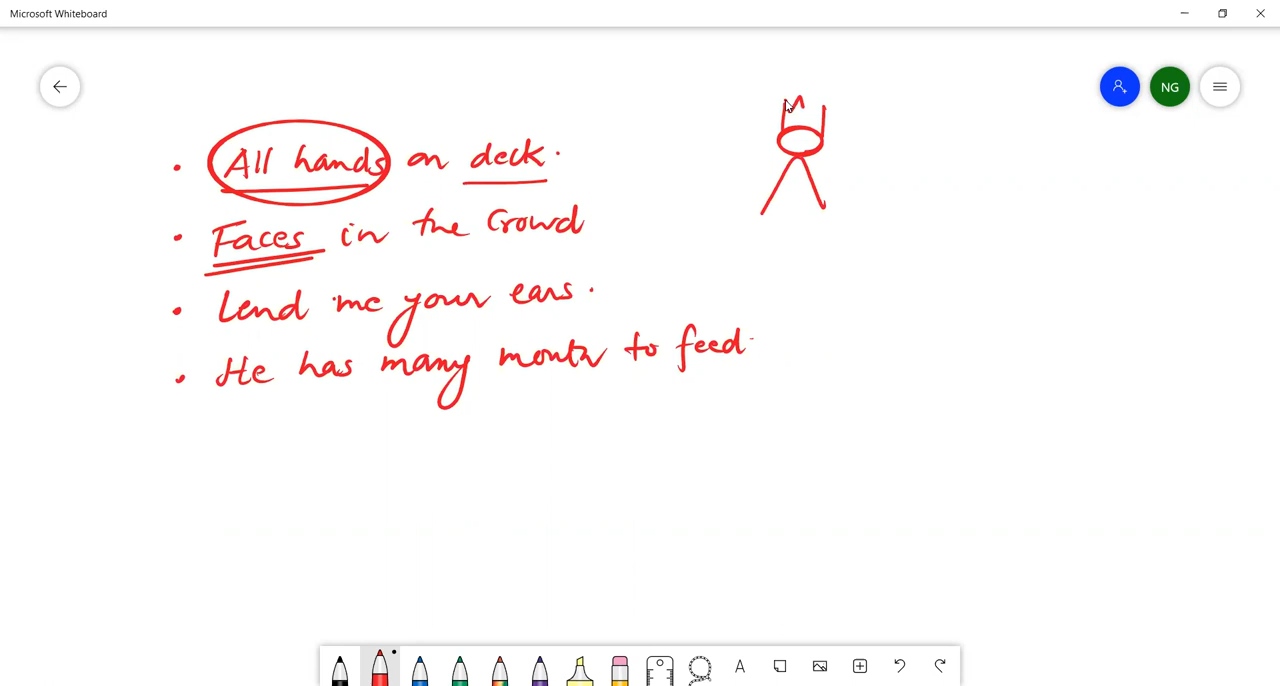 Microsoft Whiteboard
NG
. All hands on deck.
. Faces in the Crowd
. Lend me your ears.
. He has many mouth to feed.
A